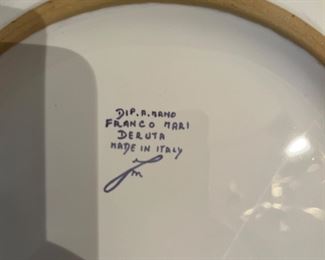 DIP.A.MANO
FRANCO MARI
DERUTA
MADE IN ITALY